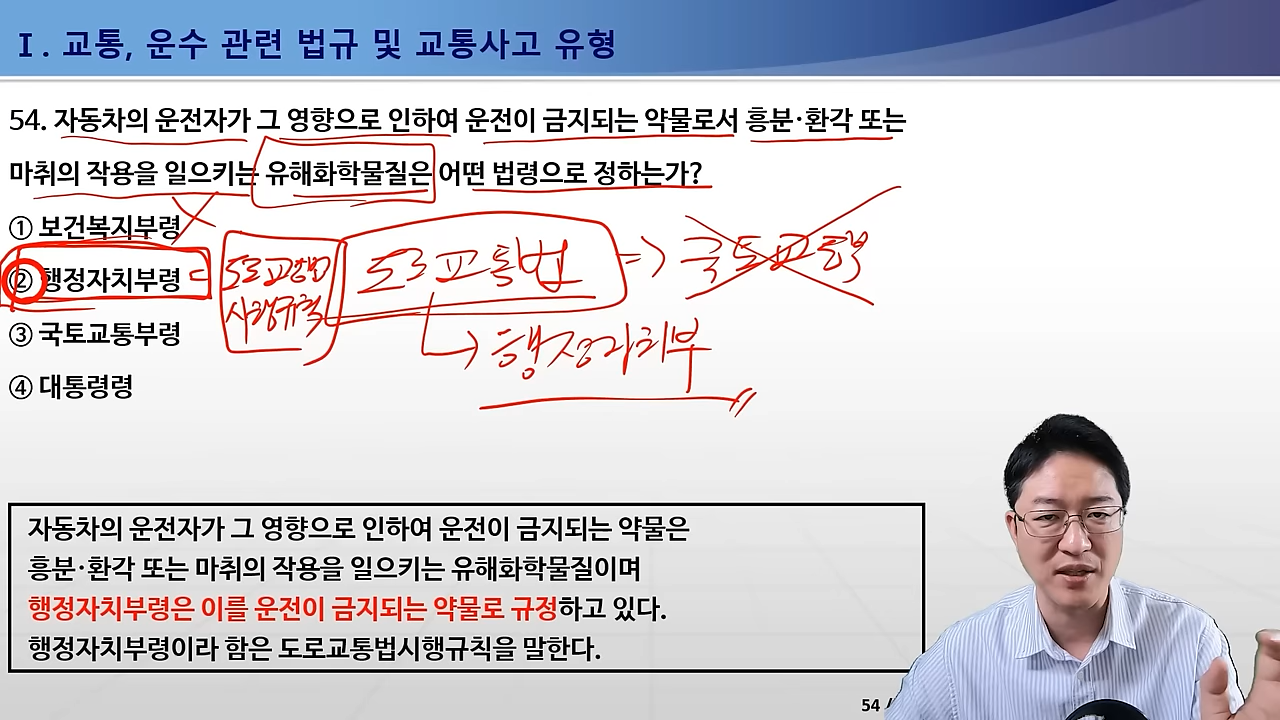 Ⅰ. 교통, 운수 관련 법규 및 교통사고 유형
54. 자동차의 운전자가 그 영향으로 인하여 운전이 금지되는 약물로서 흥분·환각 또는
마취의 작용을 일으키는 유해화학물질은 어떤 법령으로 정하는가?
① 보건복지부령
② 행정자치부령
③ 국토교통부령
④ 대통령령
도로교통법
시행규칙
도로교통법 => 국토교통부
행정자치부
자동차의 운전자가 그 영향으로 인하여 운전이 금지되는 약물은
흥분·환각 또는 마취의 작용을 일으키는 유해화학물질이며
행정자치부령은 이를 운전이 금지되는 약물로 규정하고 있다.
행정자치부령이라 함은 도로교통법시행규칙을 말한다.
54 /